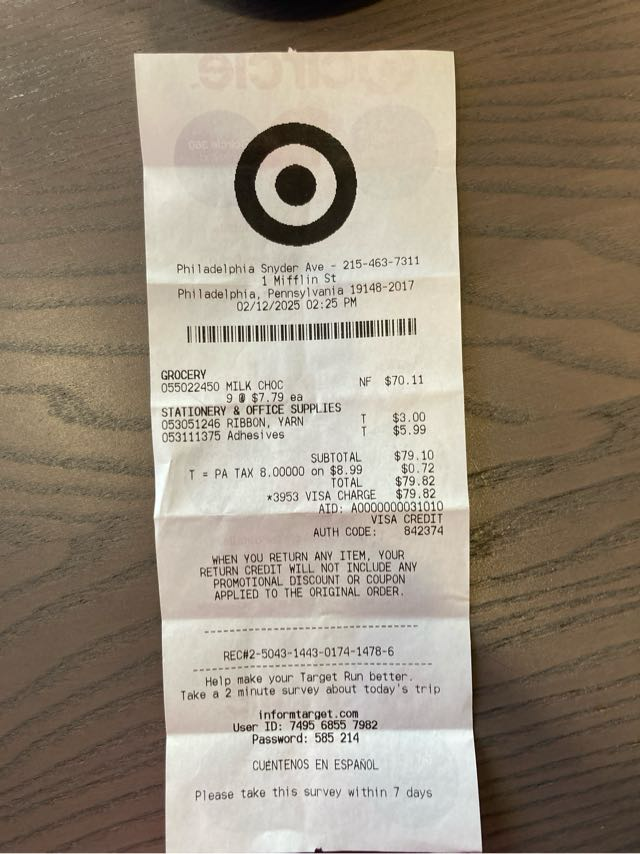 Philadelphia Snyder Ave - 215-463-7311
1 Mifflin St
Philadelphia, Pennsylvania 19148-2017
02/12/2025 02:25 PM
GROCERY
055022450 MILK CHOC NF $70.11
9 @ $7.79 ea
STATIONERY & OFFICE SUPPLIES
053051246 RIBBON, YARN T $3.00
053111375 Adhesives T $5.99
SUBTOTAL $79.10
T = PA TAX 8.00000 on $8.99 $0.72
TOTAL $79.82
*3953 VISA CHARGE $79.82
AID: A0000000031010
VISA CREDIT
AUTH CODE: 842374
WHEN YOU RETURN ANY ITEM, YOUR
RETURN CREDIT WILL NOT INCLUDE ANY
PROMOTIONAL DISCOUNT OR COUPON
APPLIED TO THE ORIGINAL ORDER.
REC#2-5043-1443-0174-1478-6
Help make your Target Run better.
Take a 2 minute survey about today's trip
informtarget.com
User ID: 7495 6855 7982
Password: 585 214
CUÉNTENOS EN ESPAÑOL
Please take this survey within 7 days